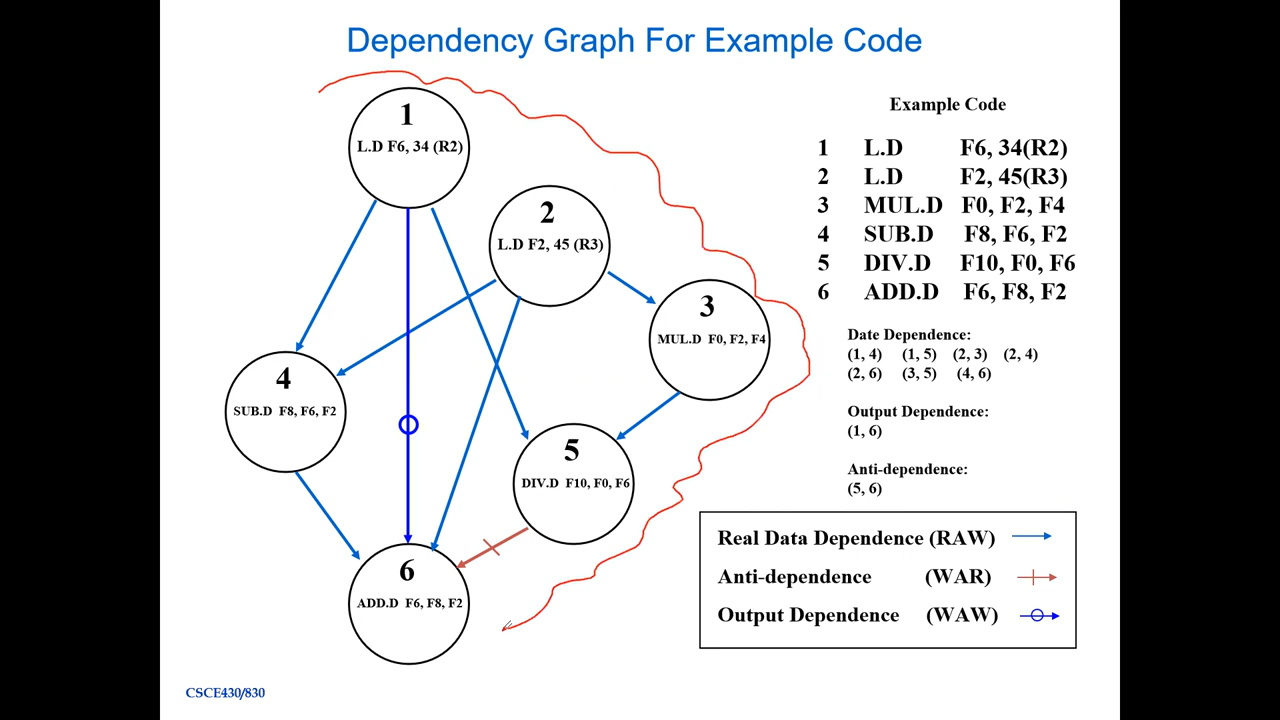 Dependency Graph For Example Code
1
L.D F6, 34 (R2)
2
L.D F2, 45 (R3)
3
MUL.D F0, F2, F4
4
SUB.D F8, F6, F2
5
DIV.D F10, F0, F6
6
ADD.D F6, F8, F2
Example Code
1 L.D F6, 34(R2)
2 L.D F2, 45(R3)
3 MUL.D F0, F2, F4
4 SUB.D F8, F6, F2
5 DIV.D F10, F0, F6
6 ADD.D F6, F8, F2
Date Dependence:
(1, 4) (1, 5) (2, 3) (2, 4)
(2, 6) (3, 5) (4, 6)
Output Dependence:
(1, 6)
Anti-dependence:
(5, 6)
Real Data Dependence (RAW)
Anti-dependence (WAR)
Output Dependence (WAW)
CSCE430/830